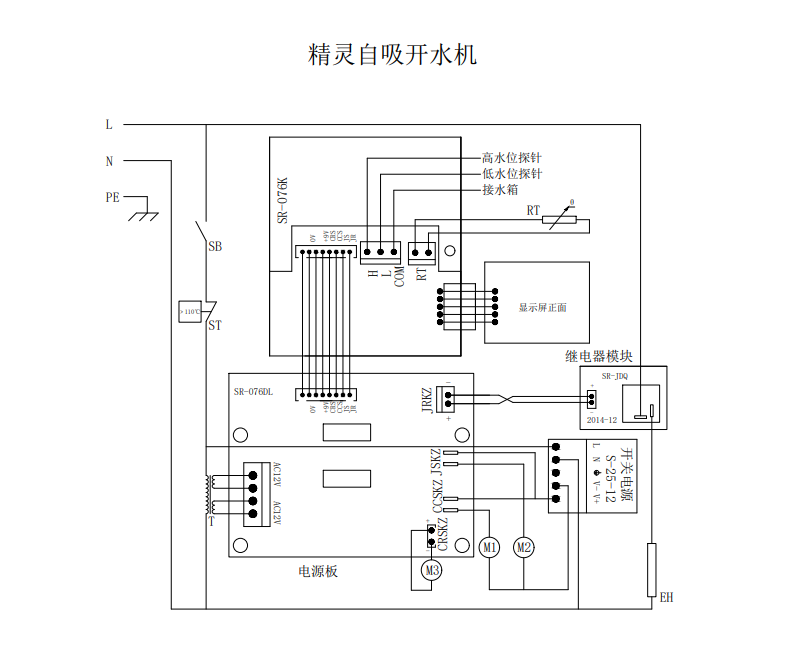 精灵自吸开水机
L
N
PE
高水位探针
低水位探针
接水箱
SR-076K
RT
θ
SB
H
L
COM
RT
>110℃
ST
显示屏正面
继电器模块
SR-JDQ
SR-076DL
JRKZ
-
+
+
-
2014-12
开关电源
S-25-12
L
N
V-
V+
JSKZ
CCSKZ
CRSKZ
AC12V
AC12V
T
M1
M2
M3
电源板
EH